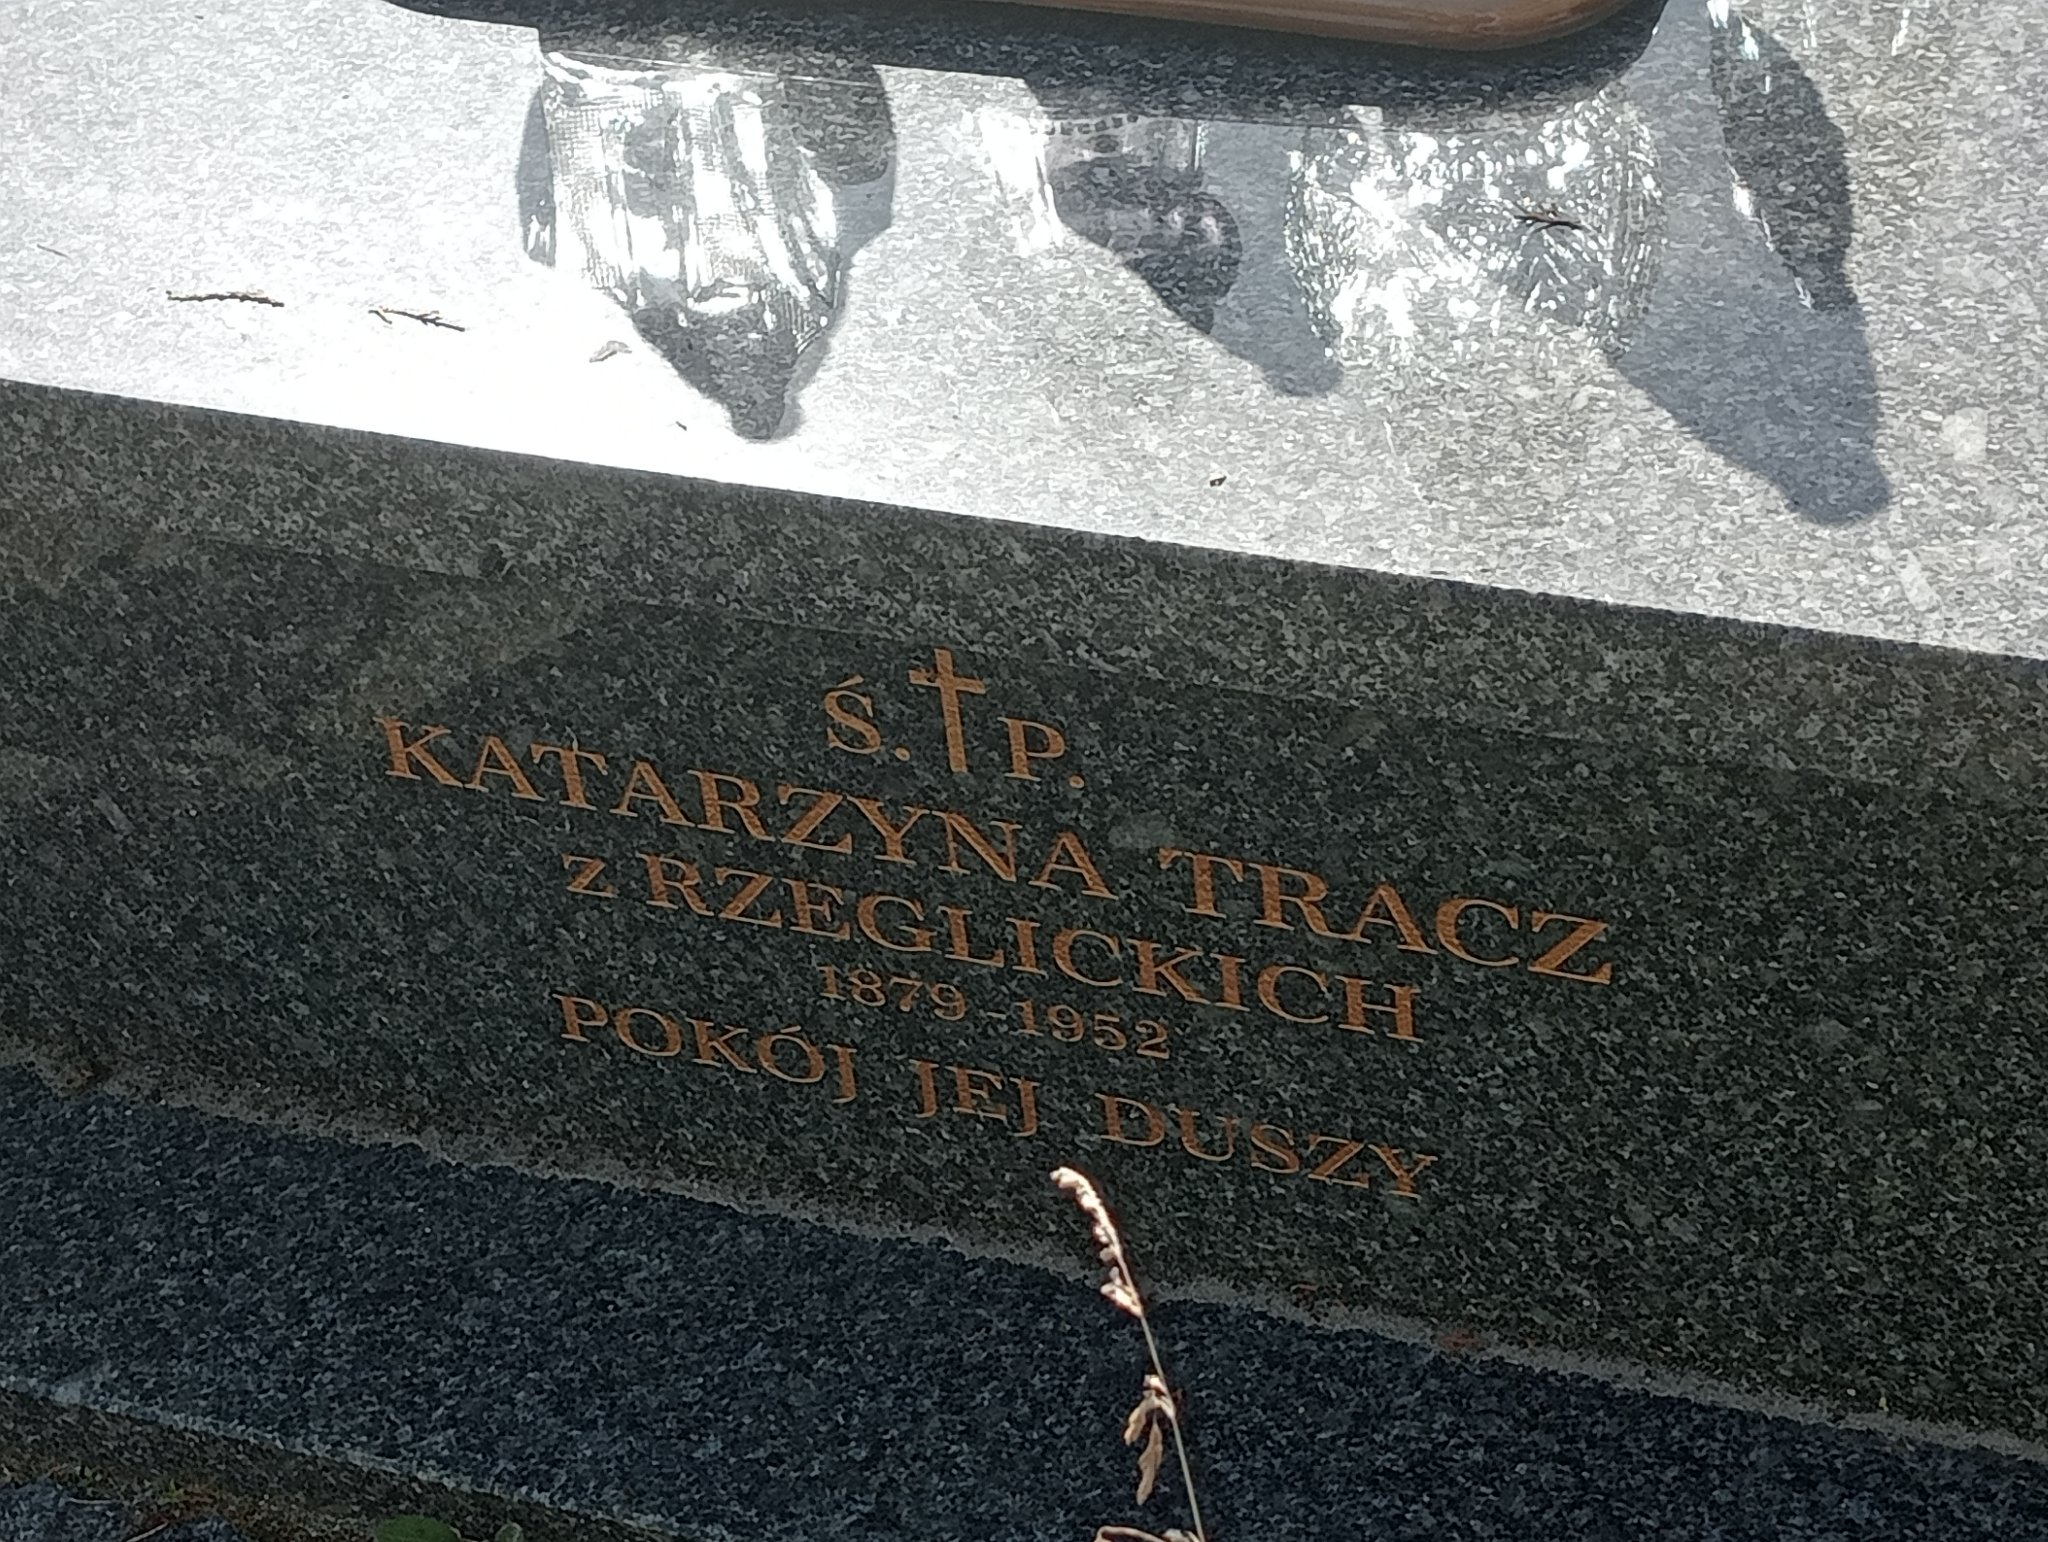 Ś. P.
KATARZYNA TRACZ
Z RZEGLICKICH
1879 - 1952
POKÓJ JEJ DUSZY